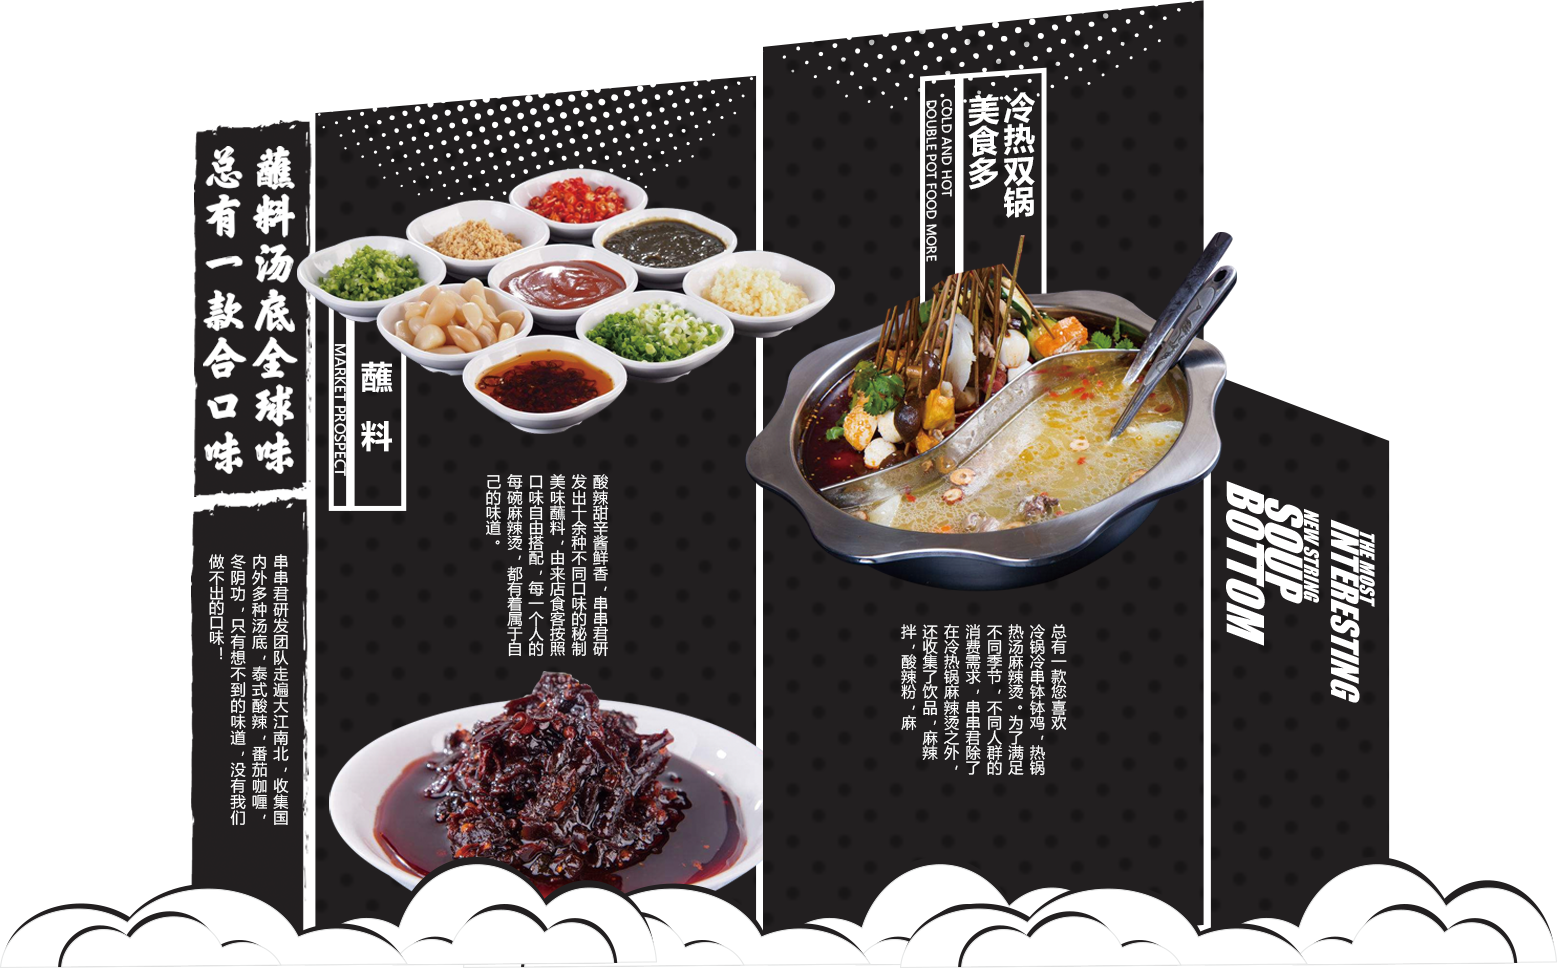 蘸料汤底全球味
总有一款合口味
串串君研发团队走遍大江南北，收集国
内外多种汤底，泰式酸辣，番茄咖喱，
冬阴功，只有想不到的味道，没有我们
做不出的口味！
蘸料
MARKET PROSPECT
酸辣甜辛酱鲜香，串串君研
发出十余种不同口味的秘制
美味蘸料，由来店食客按照
口味自由搭配，每一个人的
每碗麻辣烫，都有着属于自
己的味道。
冷热双锅
美食多
COLD AND HOT
DOUBLE POT FOOD MORE
总有一款您喜欢
冷锅冷串钵钵鸡，热锅
热汤麻辣烫。为了满足
不同季节，不同人群的
消费需求，串串君除了
在冷热锅麻辣烫之外，
还收集了饮品，麻辣
拌，酸辣粉，麻
THE MOST
INTERESTING
NEW STRING
SOUP
BOTTOM